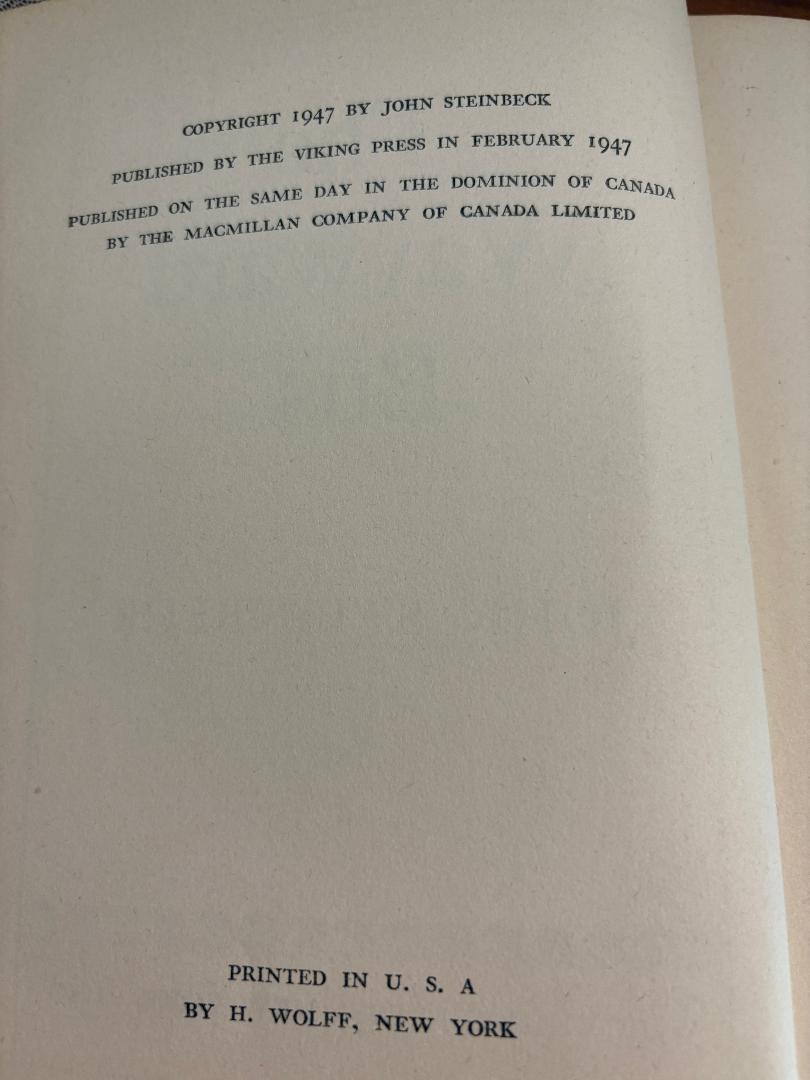 COPYRIGHT 1947 BY JOHN STEINBECK
PUBLISHED BY THE VIKING PRESS IN FEBRUARY 1947
PUBLISHED ON THE SAME DAY IN THE DOMINION OF CANADA
BY THE MACMILLAN COMPANY OF CANADA LIMITED
PRINTED IN U. S. A
BY H. WOLFF, NEW YORK